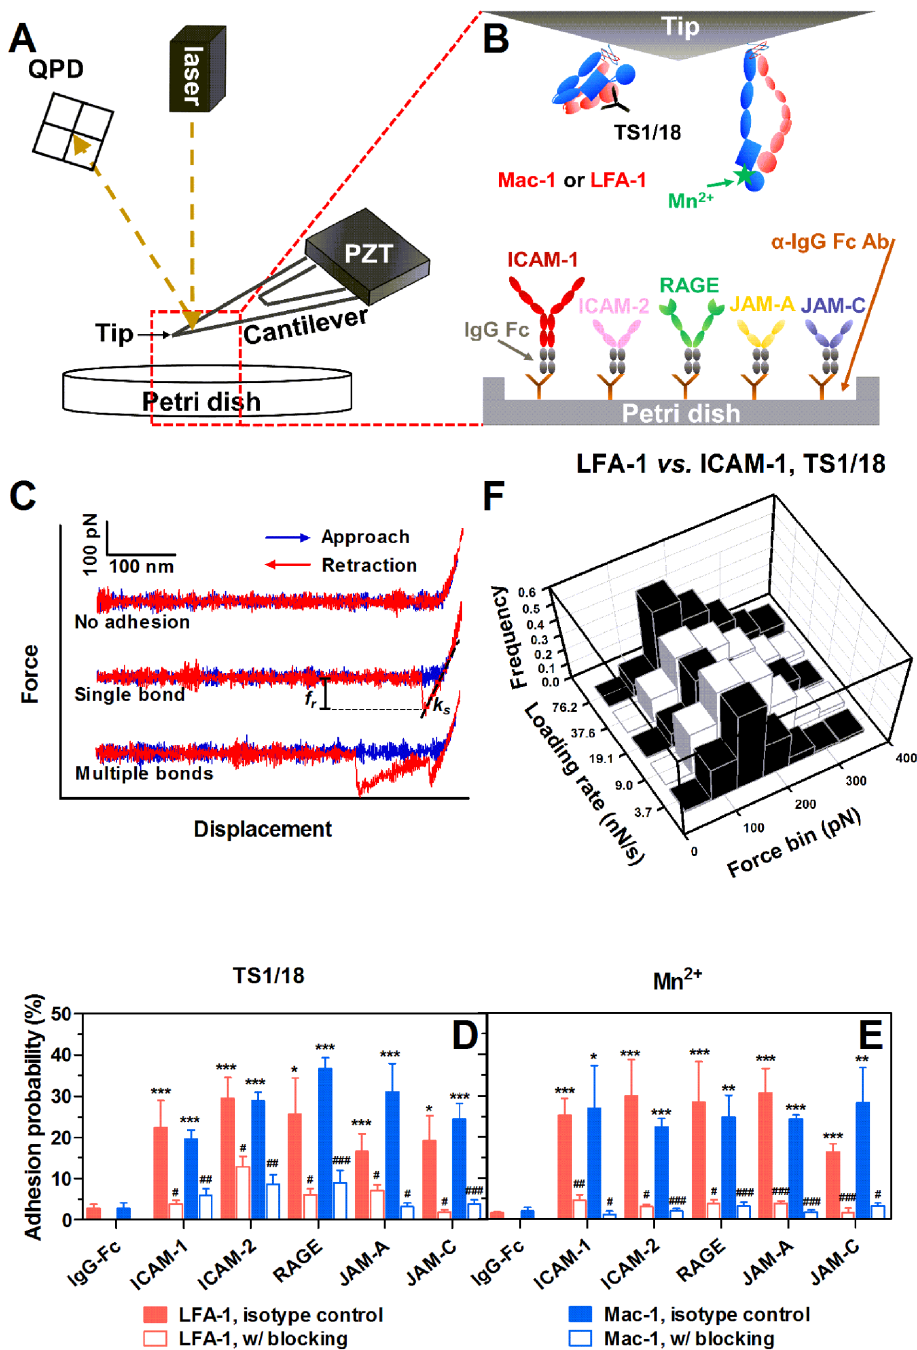 A
QPD
laser
PZT
Tip
Cantilever
Petri dish
B
Tip
TS1/18
Mac-1 or LFA-1
Mn2+
α-IgG Fc Ab
ICAM-1
ICAM-2
RAGE
JAM-A
JAM-C
IgG Fc
Petri dish
C
100 pN
100 nm
Approach
Retraction
No adhesion
Single bond
fr
ks
Multiple bonds
Force
Displacement
LFA-1 vs. ICAM-1, TS1/18
F
Frequency
0.6
0.5
0.4
0.3
0.2
0.1
0.0
76.2
37.6
19.1
9.0
3.7
Loading rate (nN/s)
0
100
200
300
400
Force bin (pN)
TS1/18
D
Adhesion probability (%)
50
40
30
20
10
0
*** *** *** *** * *** *** *** * ***
# ## # ## # ### # # # ###
IgG-Fc
ICAM-1
ICAM-2
RAGE
JAM-A
JAM-C
Mn2+
E
*** * *** *** *** ** *** *** *** **
## # # ### # ### ### ### ### #
IgG-Fc
ICAM-1
ICAM-2
RAGE
JAM-A
JAM-C
LFA-1, isotype control
LFA-1, w/ blocking
Mac-1, isotype control
Mac-1, w/ blocking